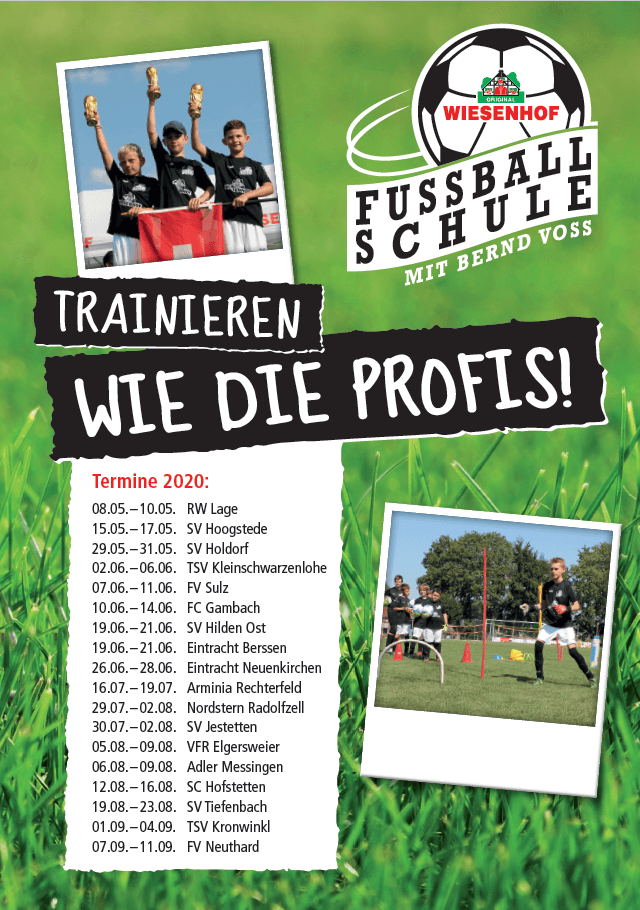 ORIGINAL
WIESENHOF
FUSSBALL
SCHULE
MIT BERND VOSS
TRAINIEREN
WIE DIE PROFIS!
Termine 2020:
08.05.–10.05. RW Lage
15.05.–17.05. SV Hoogstede
29.05.–31.05. SV Holdorf
02.06.–06.06. TSV Kleinschwarzenlohe
07.06.–11.06. FV Sulz
10.06.–14.06. FC Gambach
19.06.–21.06. SV Hilden Ost
19.06.–21.06. Eintracht Berssen
26.06.–28.06. Eintracht Neuenkirchen
16.07.–19.07. Arminia Rechterfeld
29.07.–02.08. Nordstern Radolfzell
30.07.–02.08. SV Jestetten
05.08.–09.08. VFR Elgersweier
06.08.–09.08. Adler Messingen
12.08.–16.08. SC Hofstetten
19.08.–23.08. SV Tiefenbach
01.09.–04.09. TSV Kronwinkl
07.09.–11.09. FV Neuthard